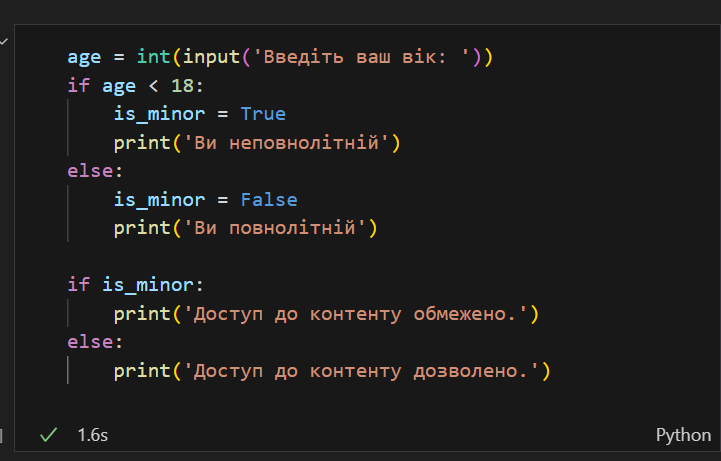 age = int(input('Введіть ваш вік: '))
if age < 18:
    is_minor = True
    print('Ви неповнолітній')
else:
    is_minor = False
    print('Ви повнолітній')

if is_minor:
    print('Доступ до контенту обмежено.')
else:
    print('Доступ до контенту дозволено.')
1.6s Python